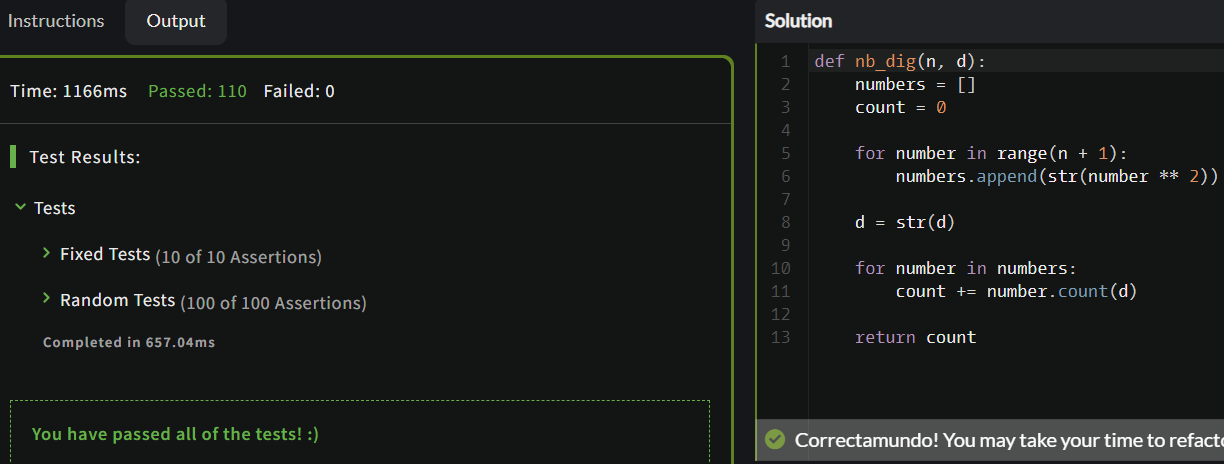 Instructions
Output
Time: 1166ms Passed: 110 Failed: 0
Test Results:
Tests
Fixed Tests (10 of 10 Assertions)
Random Tests (100 of 100 Assertions)
Completed in 657.04ms
You have passed all of the tests! :)
Solution
1 def nb_dig(n, d):
2     numbers = []
3     count = 0
4
5     for number in range(n + 1):
6         numbers.append(str(number ** 2))
7
8     d = str(d)
9
10     for number in numbers:
11         count += number.count(d)
12
13     return count
Correctamundo! You may take your time to refacto